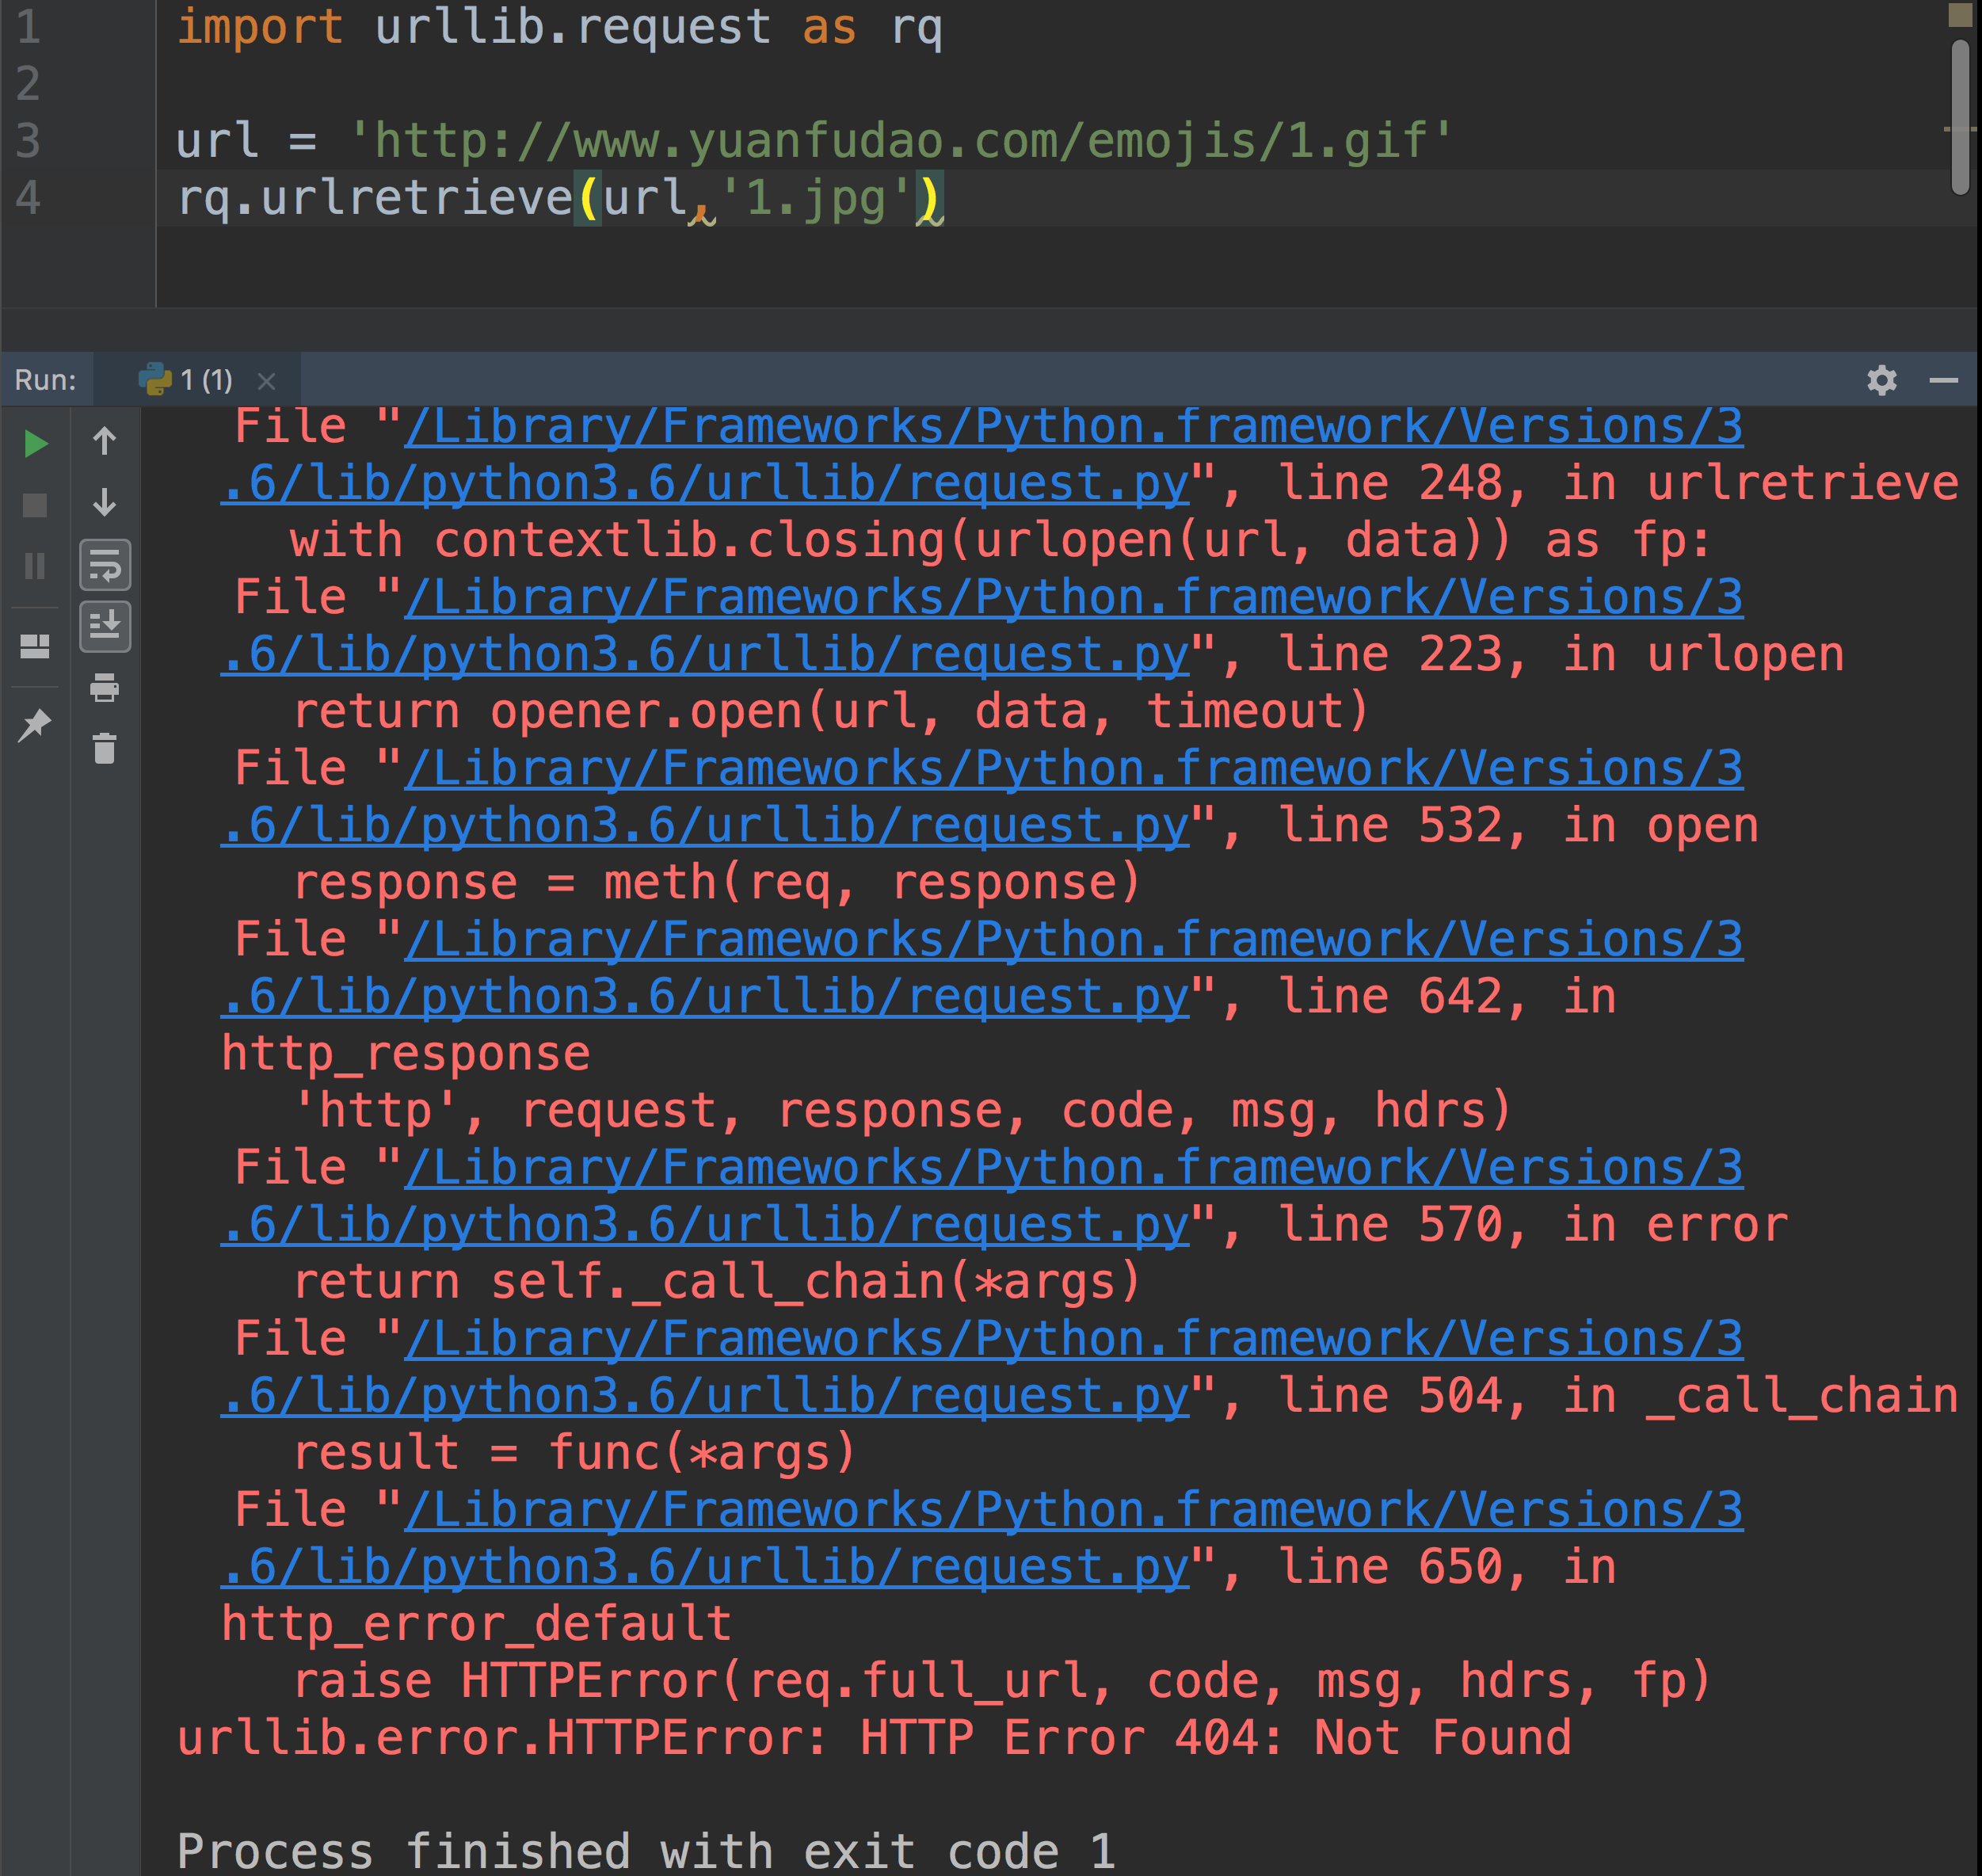 1 import urllib.request as rq
2
3 url = 'http://www.yuanfudao.com/emojis/1.gif'
4 rq.urlretrieve(url,'1.jpg')
Run: 1 (1) ×
File "/Library/Frameworks/Python.framework/Versions/3
.6/lib/python3.6/urllib/request.py", line 248, in urlretrieve
with contextlib.closing(urlopen(url, data)) as fp:
File "/Library/Frameworks/Python.framework/Versions/3
.6/lib/python3.6/urllib/request.py", line 223, in urlopen
return opener.open(url, data, timeout)
File "/Library/Frameworks/Python.framework/Versions/3
.6/lib/python3.6/urllib/request.py", line 532, in open
response = meth(req, response)
File "/Library/Frameworks/Python.framework/Versions/3
.6/lib/python3.6/urllib/request.py", line 642, in
http_response
'http', request, response, code, msg, hdrs)
File "/Library/Frameworks/Python.framework/Versions/3
.6/lib/python3.6/urllib/request.py", line 570, in error
return self._call_chain(*args)
File "/Library/Frameworks/Python.framework/Versions/3
.6/lib/python3.6/urllib/request.py", line 504, in _call_chain
result = func(*args)
File "/Library/Frameworks/Python.framework/Versions/3
.6/lib/python3.6/urllib/request.py", line 650, in
http_error_default
raise HTTPError(req.full_url, code, msg, hdrs, fp)
urllib.error.HTTPError: HTTP Error 404: Not Found
Process finished with exit code 1